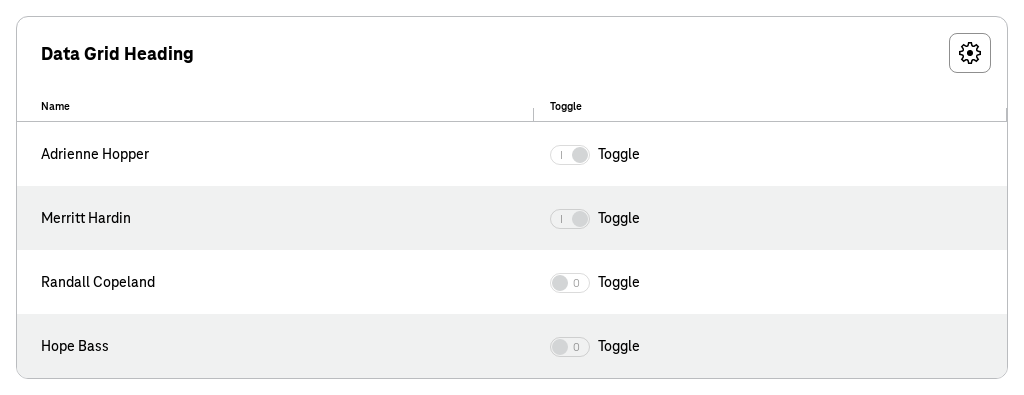 Data Grid Heading
Name Toggle
Adrienne Hopper I Toggle
Merritt Hardin I Toggle
Randall Copeland 0 Toggle
Hope Bass 0 Toggle